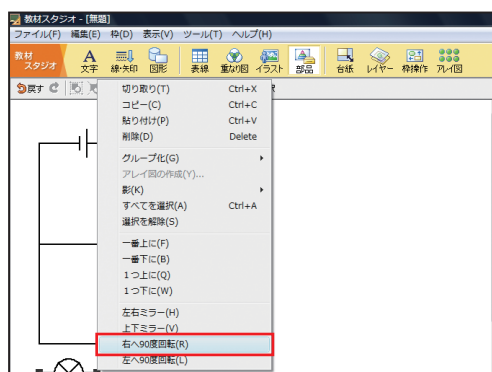 教材スタジオ - [無題]
ファイル(F) 編集(E) 枠(D) 表示(V) ツール(T) ヘルプ(H)
教材スタジオ 文字 線・矢印 図形 表線 重なり図 イラスト 部品 台紙 レイヤー 枠操作 アレイ図
戻す
切り取り(T) Ctrl+X
コピー(C) Ctrl+C
貼り付け(P) Ctrl+V
削除(D) Delete
グループ化(G)
アレイ図の作成(Y)...
影(K)
すべてを選択(A) Ctrl+A
選択を解除(S)
一番上に(F)
一番下に(B)
1つ上に(Q)
1つ下に(W)
左右ミラー(H)
上下ミラー(V)
右へ90度回転(R)
左へ90度回転(L)